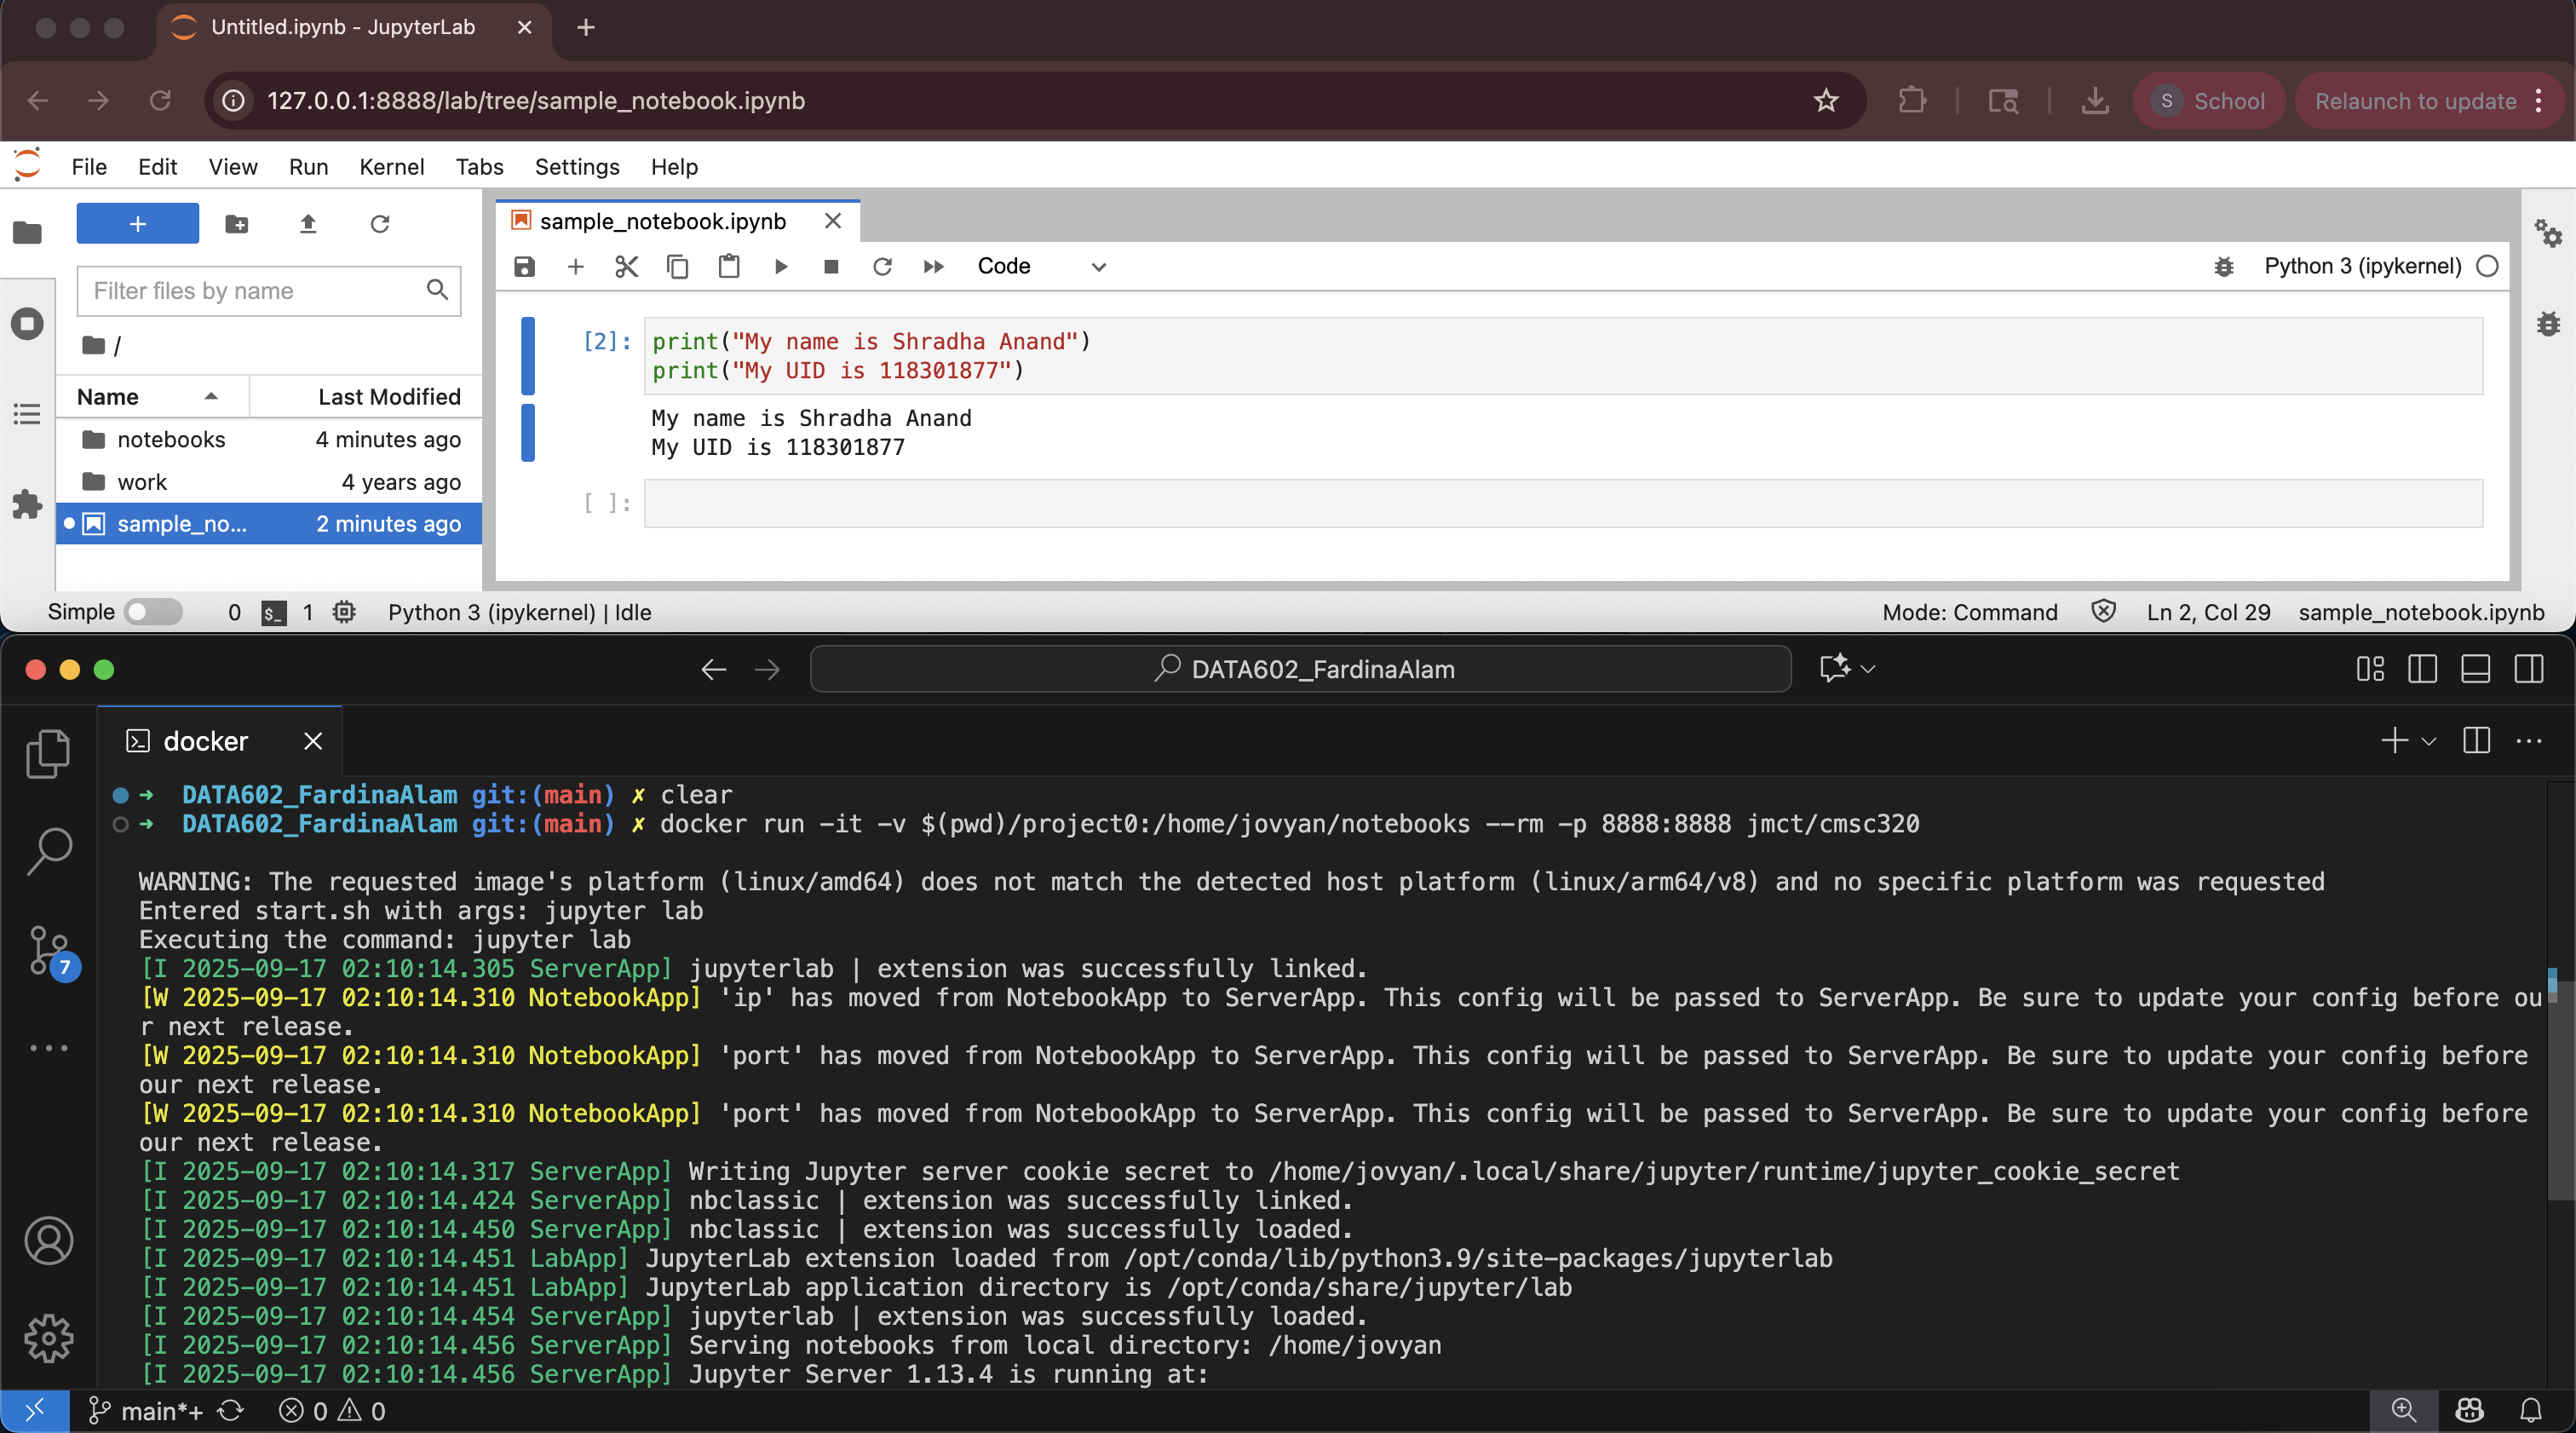 Untitled.ipynb - JupyterLab
127.0.0.1:8888/lab/tree/sample_notebook.ipynb
S School
Relaunch to update
File Edit View Run Kernel Tabs Settings Help
sample_notebook.ipynb
Code
Python 3 (ipykernel)
Filter files by name
/
Name Last Modified
notebooks 4 minutes ago
work 4 years ago
sample_no... 2 minutes ago
[2]: print("My name is Shradha Anand")
print("My UID is 118301877")
My name is Shradha Anand
My UID is 118301877
[ ]:
Simple 0 $_ 1 Python 3 (ipykernel) | Idle
Mode: Command Ln 2, Col 29 sample_notebook.ipynb
DATA602_FardinaAlam
docker
➜ DATA602_FardinaAlam git:(main) ✗ clear
➜ DATA602_FardinaAlam git:(main) ✗ docker run -it -v $(pwd)/project0:/home/jovyan/notebooks --rm -p 8888:8888 jmct/cmsc320
WARNING: The requested image's platform (linux/amd64) does not match the detected host platform (linux/arm64/v8) and no specific platform was requested
Entered start.sh with args: jupyter lab
Executing the command: jupyter lab
[I 2025-09-17 02:10:14.305 ServerApp] jupyterlab | extension was successfully linked.
[W 2025-09-17 02:10:14.310 NotebookApp] 'ip' has moved from NotebookApp to ServerApp. This config will be passed to ServerApp. Be sure to update your config before ou
r next release.
[W 2025-09-17 02:10:14.310 NotebookApp] 'port' has moved from NotebookApp to ServerApp. This config will be passed to ServerApp. Be sure to update your config before
our next release.
[W 2025-09-17 02:10:14.310 NotebookApp] 'port' has moved from NotebookApp to ServerApp. This config will be passed to ServerApp. Be sure to update your config before
our next release.
[I 2025-09-17 02:10:14.317 ServerApp] Writing Jupyter server cookie secret to /home/jovyan/.local/share/jupyter/runtime/jupyter_cookie_secret
[I 2025-09-17 02:10:14.424 ServerApp] nbclassic | extension was successfully linked.
[I 2025-09-17 02:10:14.450 ServerApp] nbclassic | extension was successfully loaded.
[I 2025-09-17 02:10:14.451 LabApp] JupyterLab extension loaded from /opt/conda/lib/python3.9/site-packages/jupyterlab
[I 2025-09-17 02:10:14.451 LabApp] JupyterLab application directory is /opt/conda/share/jupyter/lab
[I 2025-09-17 02:10:14.454 ServerApp] jupyterlab | extension was successfully loaded.
[I 2025-09-17 02:10:14.456 ServerApp] Serving notebooks from local directory: /home/jovyan
[I 2025-09-17 02:10:14.456 ServerApp] Jupyter Server 1.13.4 is running at:
7
main*+ 0 0